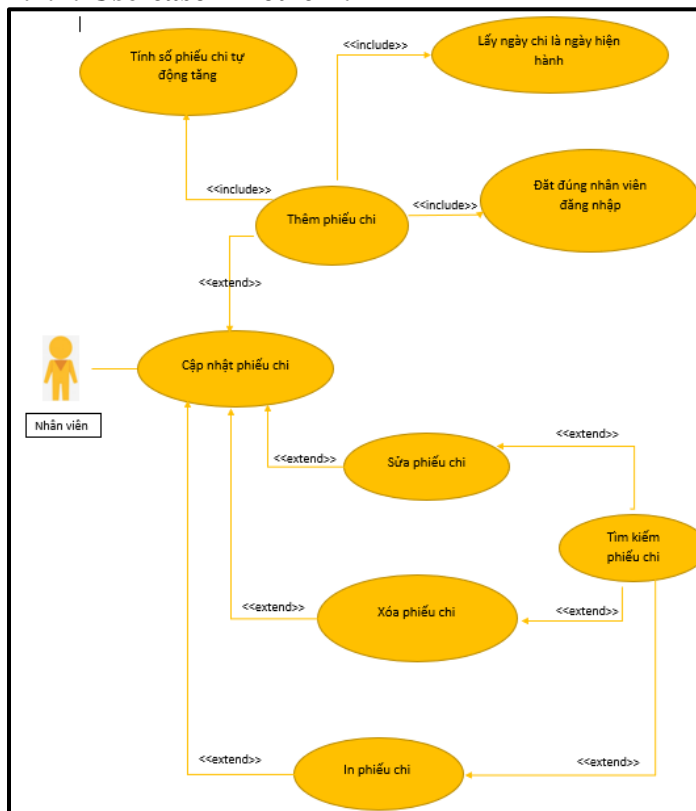 <<include>>
Tính số phiếu chi tự
động tăng
Lấy ngày chi là ngày hiện
hành
<<include>>
<<include>>
Đăt đúng nhân viên
đăng nhập
Thêm phiếu chi
<<extend>>
Cập nhật phiếu chi
Nhân viên
<<extend>>
<<extend>>
Sửa phiếu chi
Tìm kiếm
phiếu chi
<<extend>>
Xóa phiếu chi
<<extend>>
<<extend>>
In phiếu chi
<<extend>>